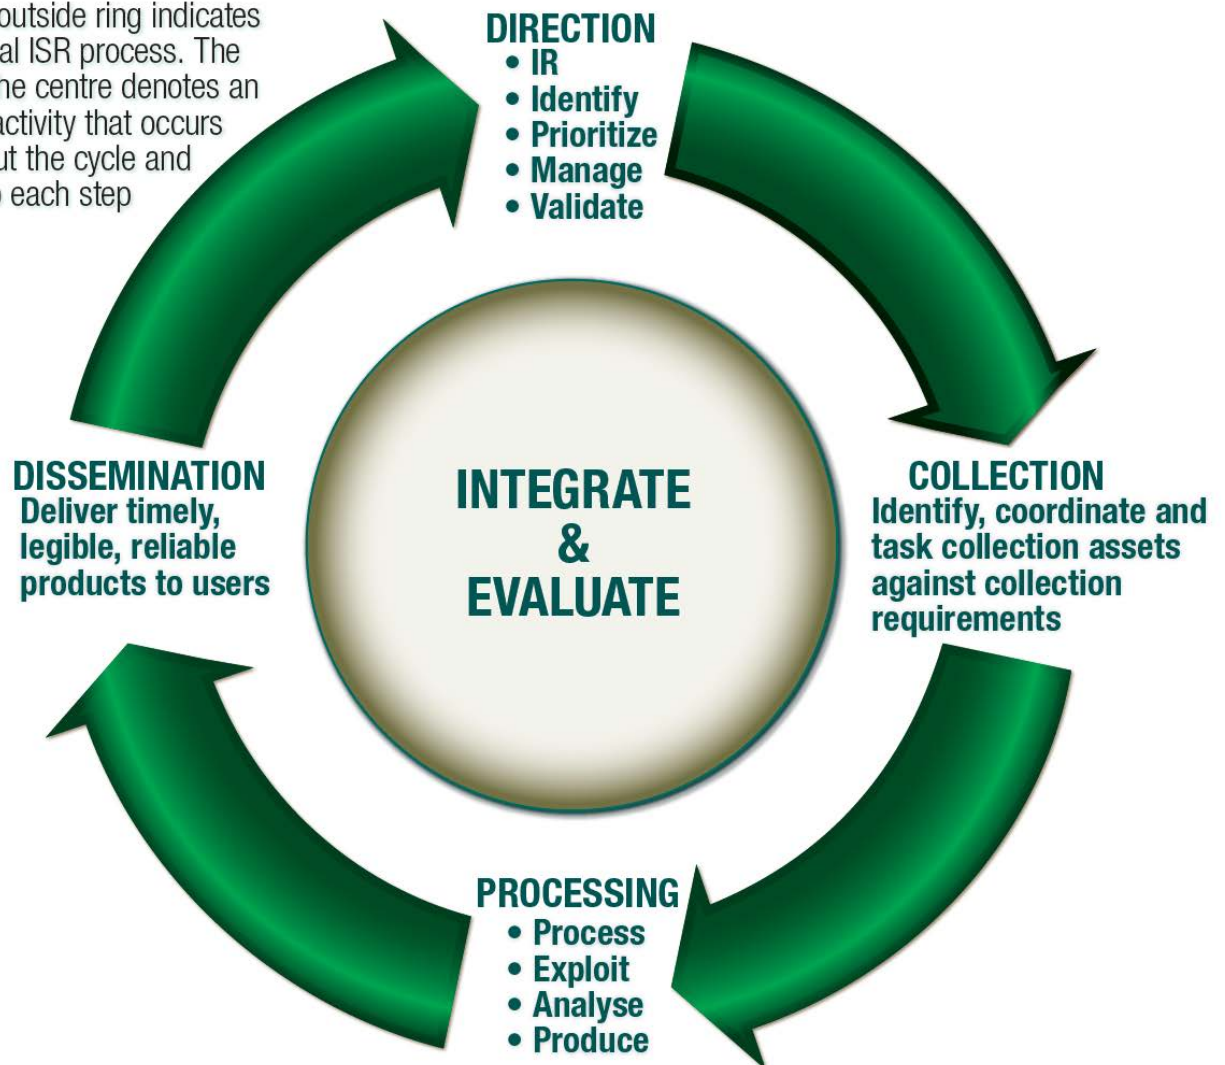 outside ring indicates
al ISR process. The
he centre denotes an
activity that occurs
ut the cycle and
each step
DIRECTION
• IR
• Identify
• Prioritize
• Manage
• Validate
COLLECTION
Identify, coordinate and
task collection assets
against collection
requirements
PROCESSING
• Process
• Exploit
• Analyse
• Produce
DISSEMINATION
Deliver timely,
legible, reliable
products to users
INTEGRATE
&
EVALUATE